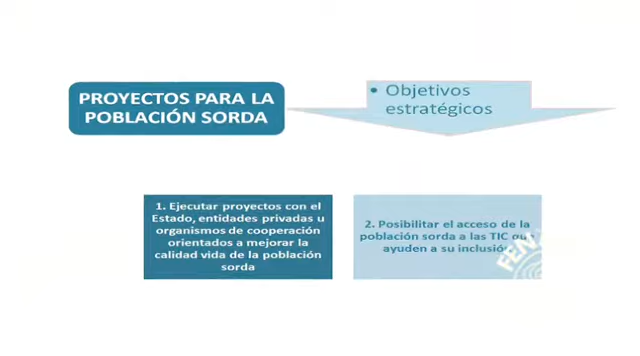 PROYECTOS PARA LA
POBLACIÓN SORDA
• Objetivos
estratégicos
1. Ejecutar proyectos con el
Estado, entidades privadas u
organismos de cooperación
orientados a mejorar la
calidad vida de la población
sorda
2. Posibilitar el acceso de la
población sorda a las TIC que
ayuden a su inclusión